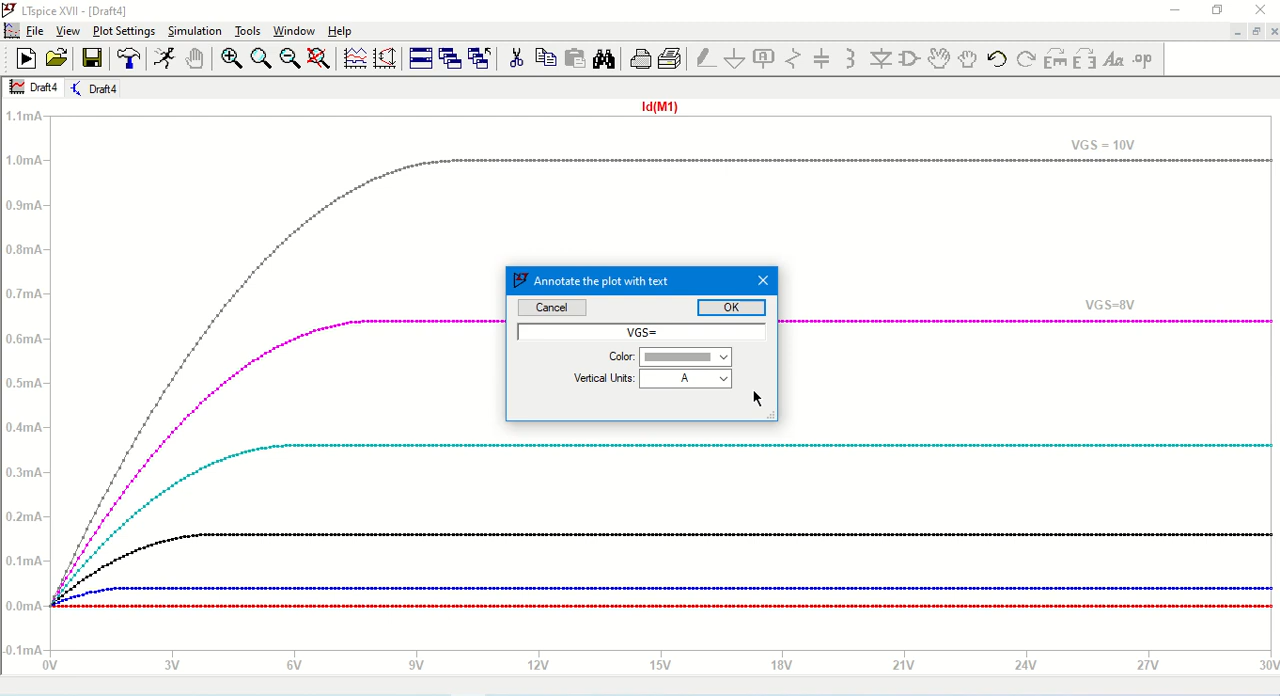 LTspice XVII - [Draft4]
File View Plot Settings Simulation Tools Window Help
Aa .op
Draft4 Draft4
Id(M1)
1.1mA
1.0mA
0.9mA
0.8mA
0.7mA
0.6mA
0.5mA
0.4mA
0.3mA
0.2mA
0.1mA
0.0mA
-0.1mA
0V 3V 6V 9V 12V 15V 18V 21V 24V 27V 30V
VGS = 10V
VGS=8V
Annotate the plot with text
Cancel OK
VGS=
Color:
Vertical Units: A